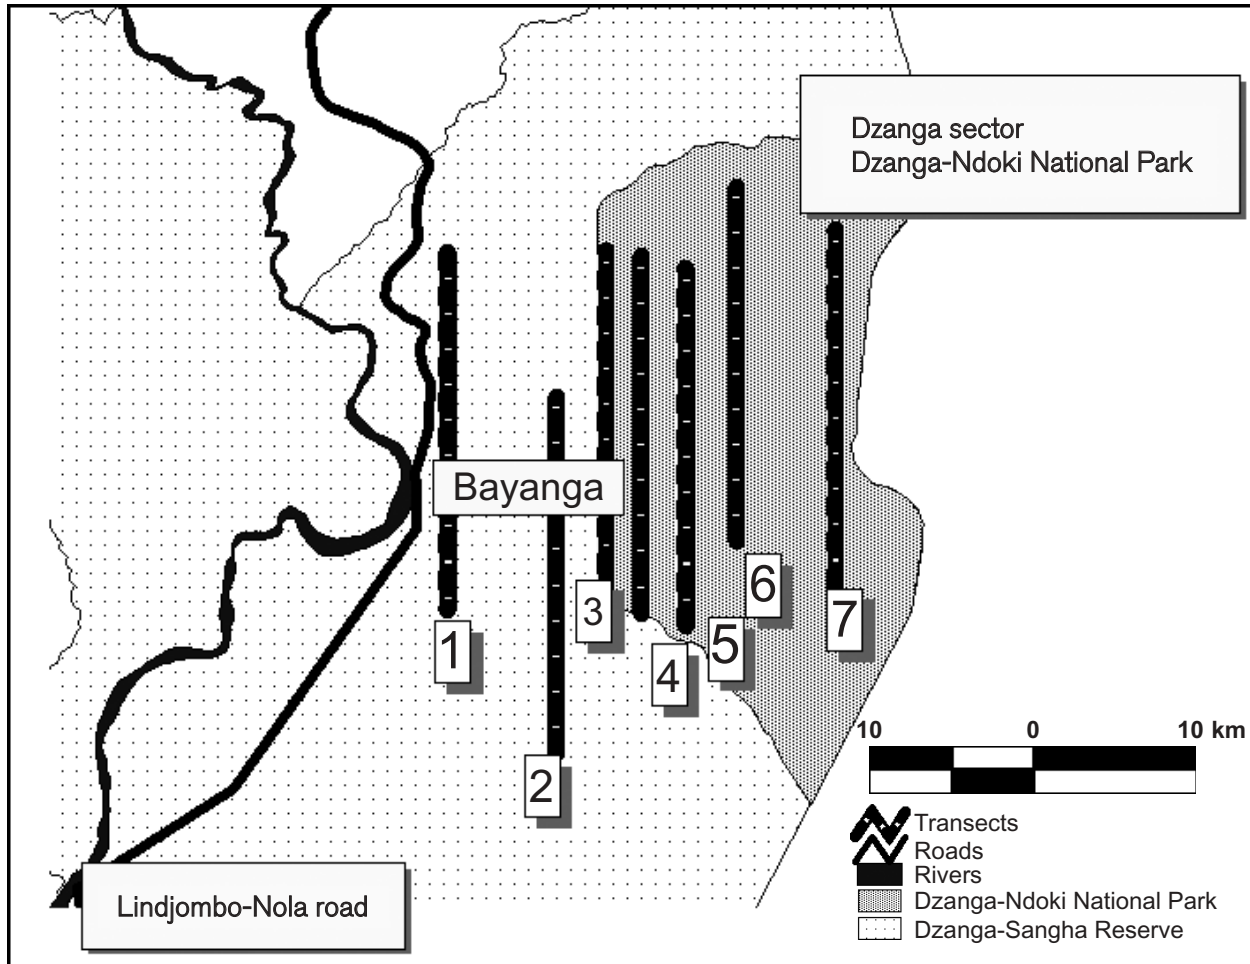 Dzanga sector
Dzanga-Ndoki National Park
Bayanga
1
2
3
4
5
6
7
10 0 10 km
Transects
Roads
Rivers
Dzanga-Ndoki National Park
Dzanga-Sangha Reserve
Lindjombo-Nola road